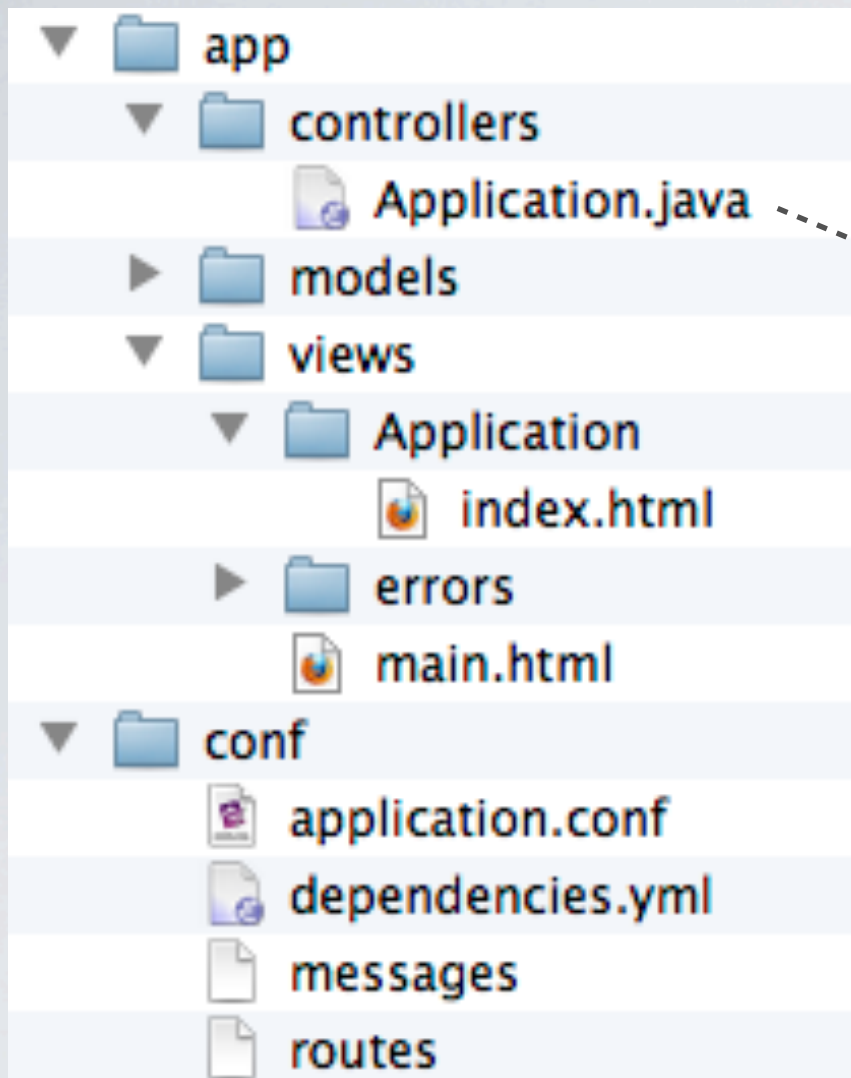 app
controllers
Application.java
models
views
Application
index.html
errors
main.html
conf
application.conf
dependencies.yml
messages
routes